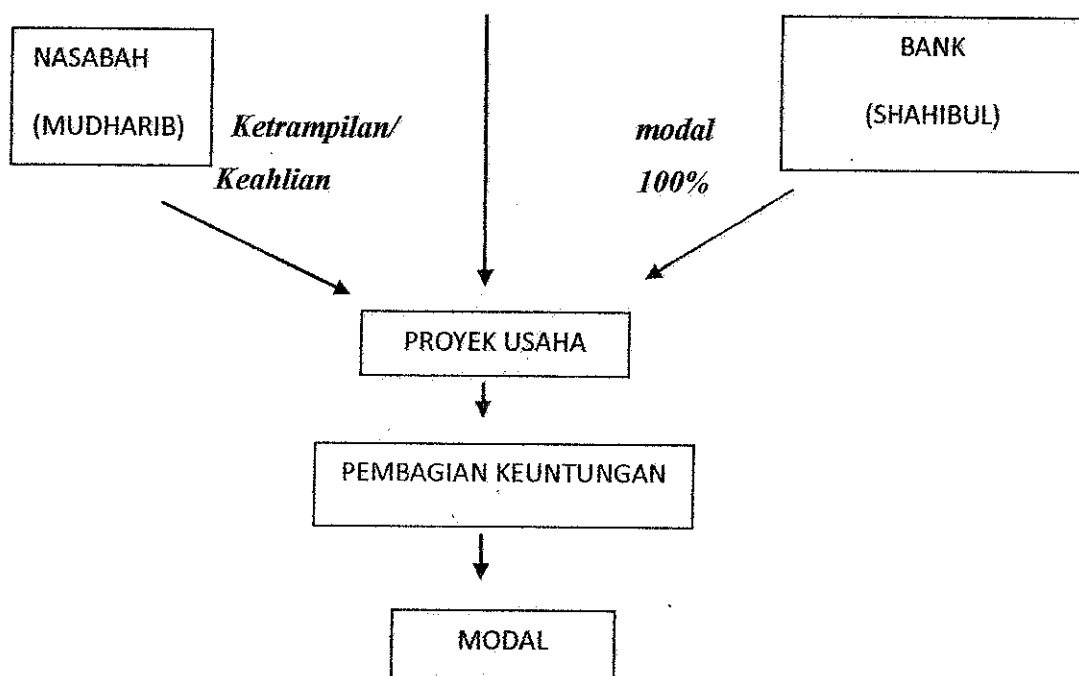 NASABAH
(MUDHARIB)
Ketrampilan/
Keahlian
modal
100%
BANK
(SHAHIBUL)
PROYEK USAHA
PEMBAGIAN KEUNTUNGAN
MODAL